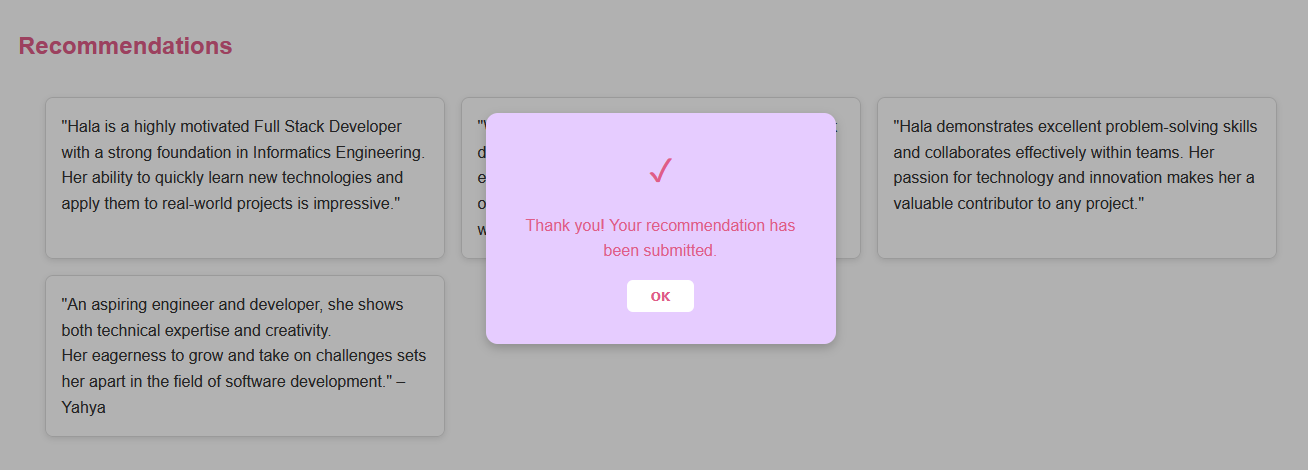 Recommendations
"Hala is a highly motivated Full Stack Developer
with a strong foundation in Informatics Engineering.
Her ability to quickly learn new technologies and
apply them to real-world projects is impressive."
"Hala demonstrates excellent problem-solving skills
and collaborates effectively within teams. Her
passion for technology and innovation makes her a
valuable contributor to any project."
"An aspiring engineer and developer, she shows
both technical expertise and creativity.
Her eagerness to grow and take on challenges sets
her apart in the field of software development." –
Yahya
✓
Thank you! Your recommendation has
been submitted.
OK